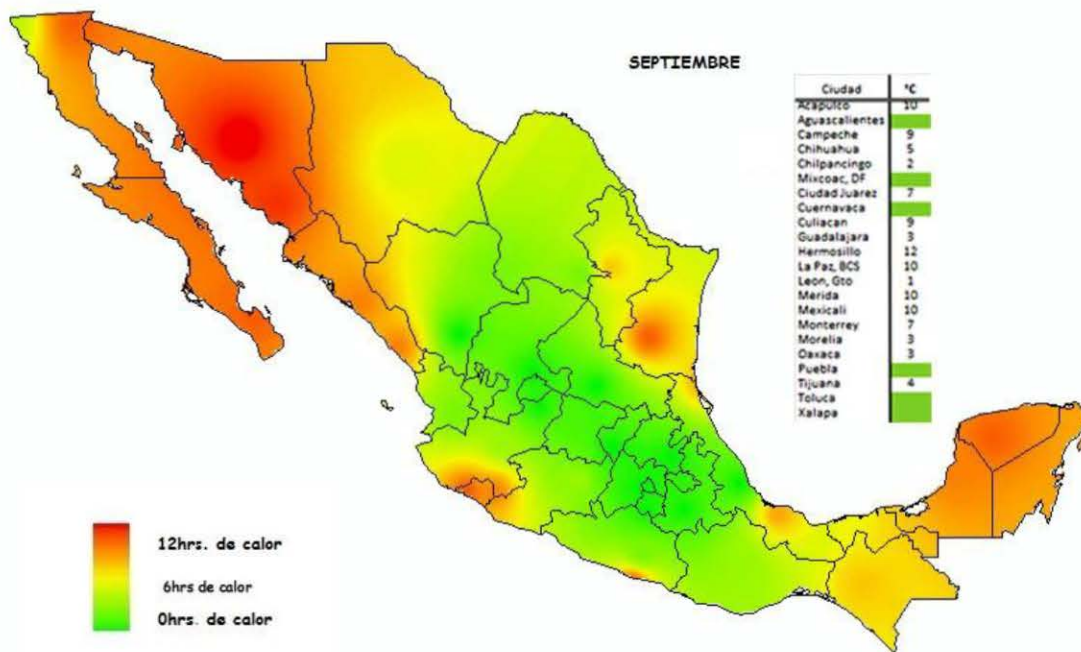 SEPTIEMBRE
Ciudad °C
Acapulco 10
Aguascalientes
Campeche 9
Chihuahua 5
Chilpancingo 2
Mixcoac, DF
Ciudad Juarez 7
Cuernavaca
Culiacan 9
Guadalajara 3
Hermosillo 12
La Paz, BCS 10
Leon, Gto 1
Merida 10
Mexicali 10
Monterrey 7
Morelia 3
Oaxaca 3
Puebla
Tijuana 4
Toluca
Xalapa
12hrs. de calor
6hrs de calor
0hrs. de calor